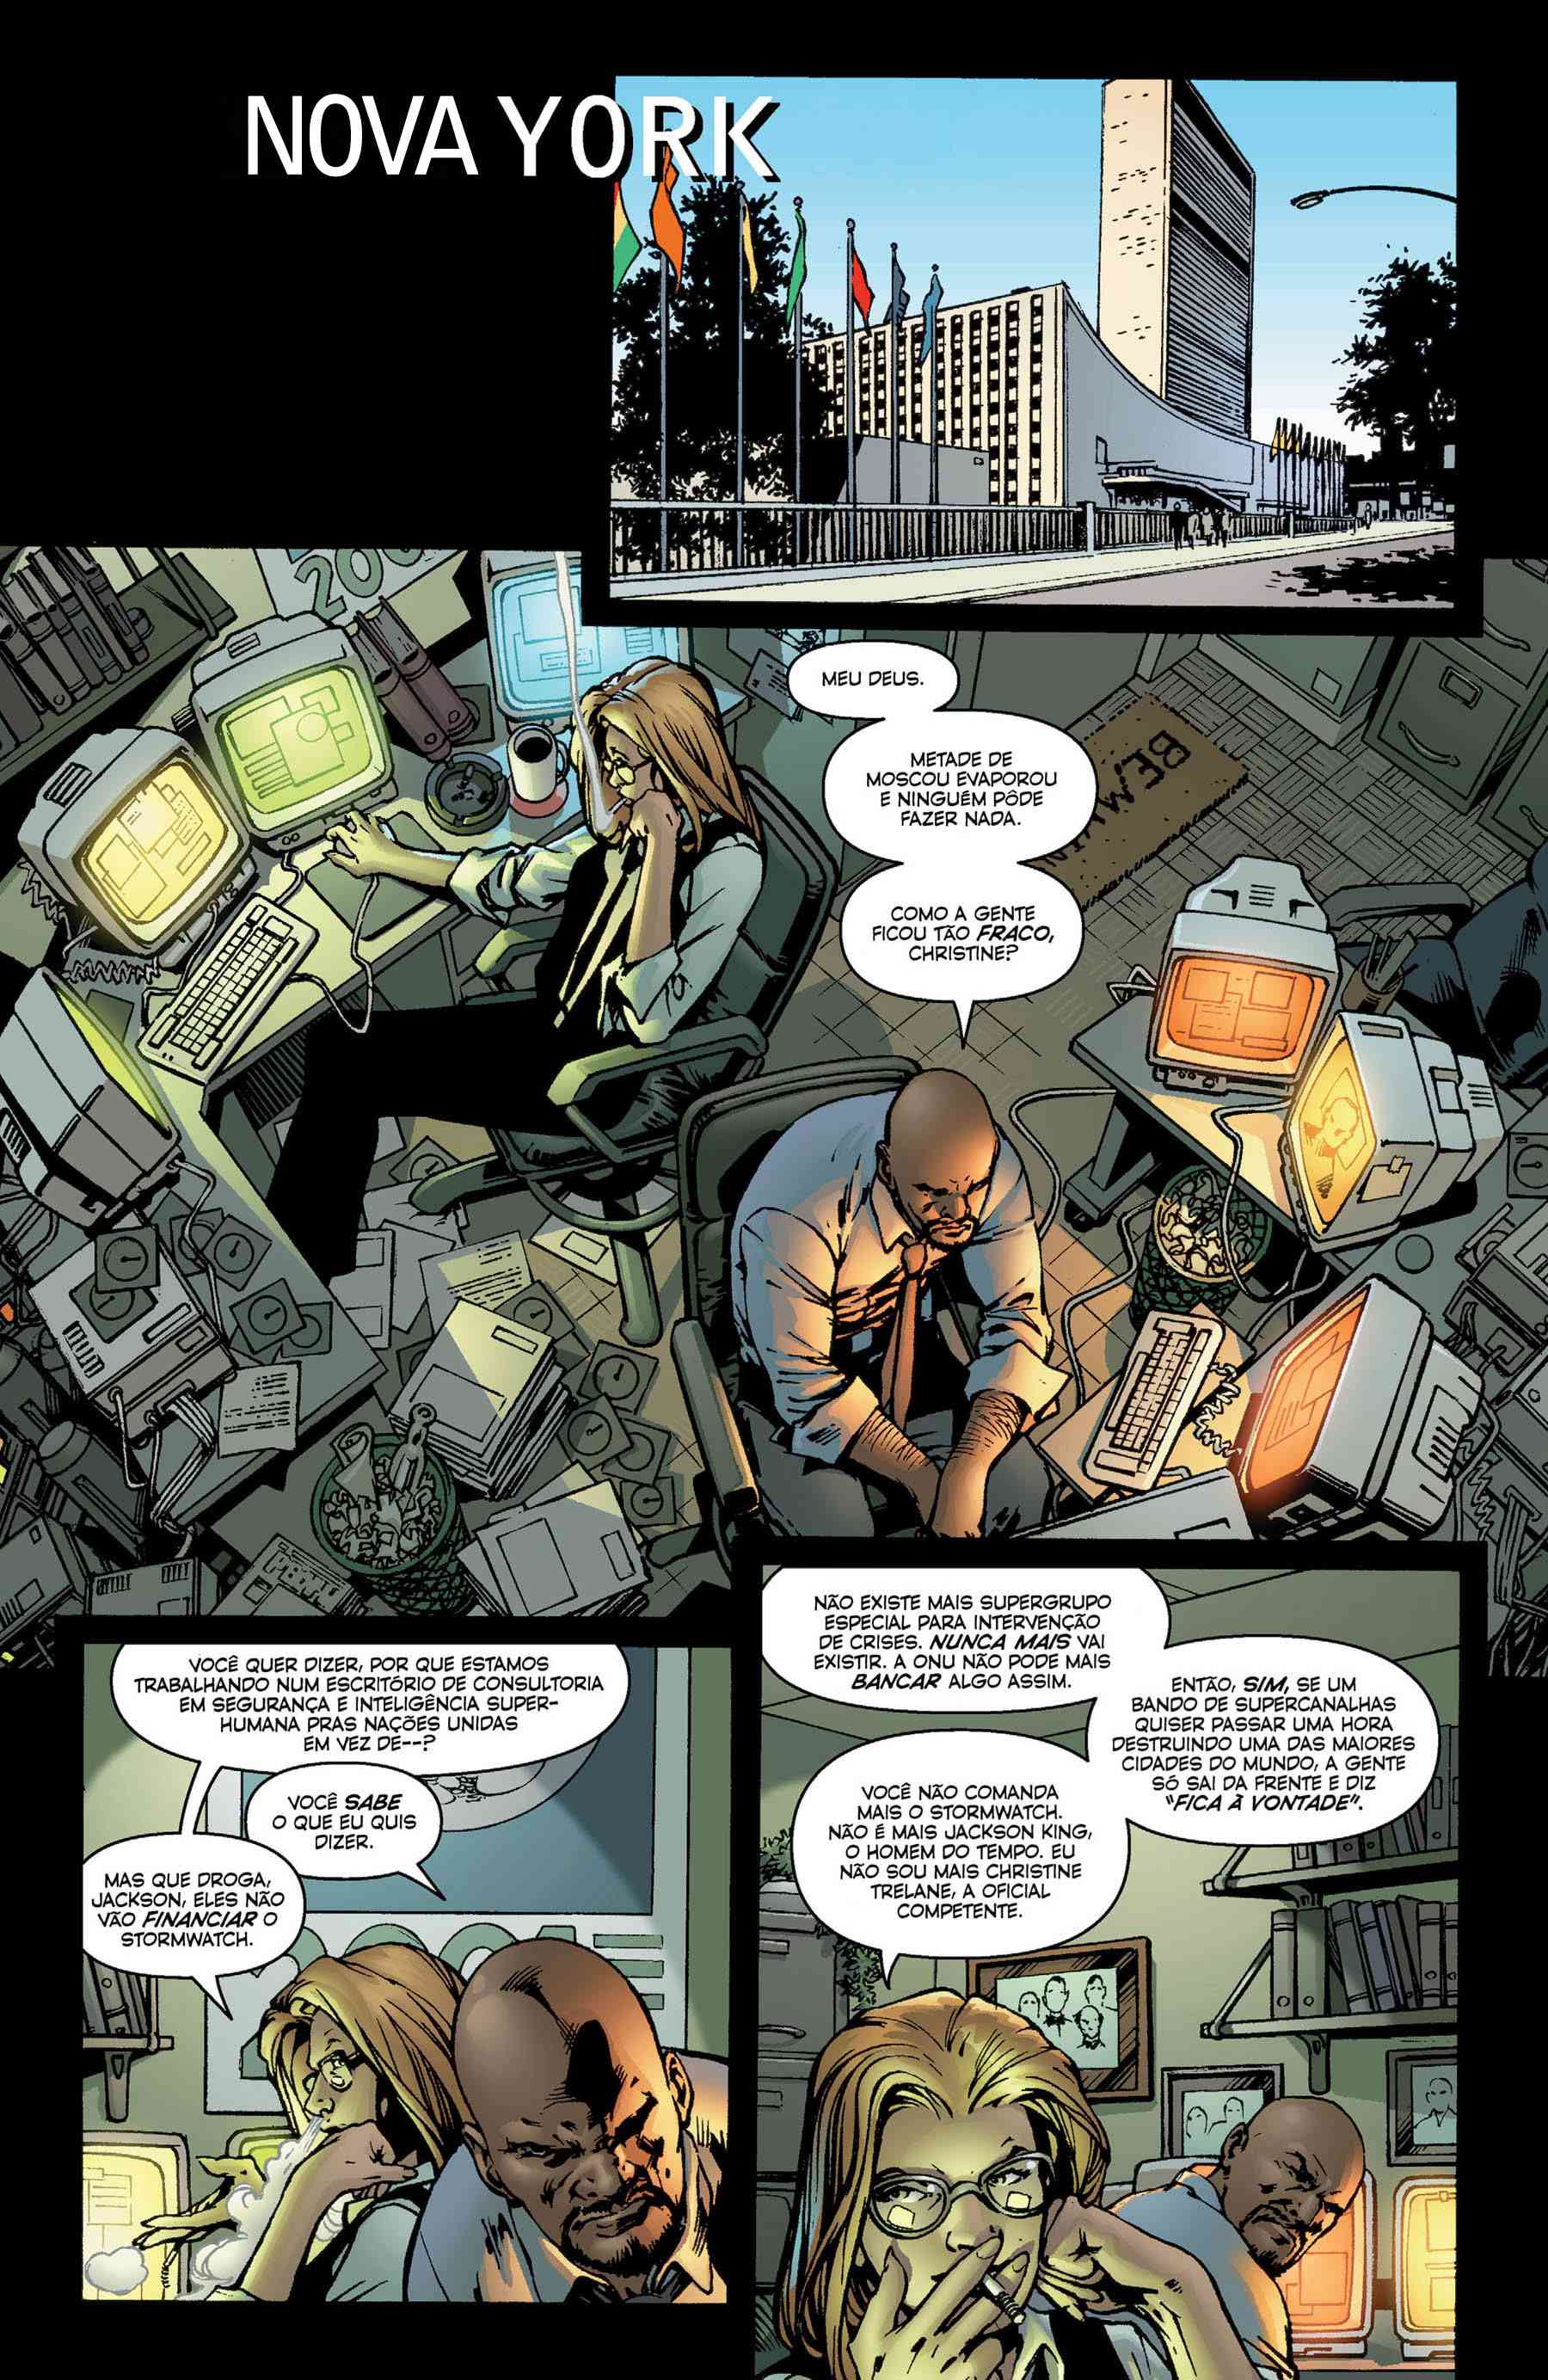 NOVA YORK
200
MEU DEUS.
METADE DE
MOSCOU EVAPOROU
E NINGUÉM PÔDE
FAZER NADA.
BEM-VIN
COMO A GENTE
FICOU TÃO FRACO,
CHRISTINE?
VOCÊ QUER DIZER, POR QUE ESTAMOS
TRABALHANDO NUM ESCRITÓRIO DE CONSULTORIA
EM SEGURANÇA E INTELIGÊNCIA SUPER-
HUMANA PRAS NAÇÕES UNIDAS
EM VEZ DE--?
VOCÊ SABE
O QUE EU QUIS
DIZER.
MAS QUE DROGA,
JACKSON, ELES NÃO
VÃO FINANCIAR O
STORMWATCH.
NÃO EXISTE MAIS SUPERGRUPO
ESPECIAL PARA INTERVENÇÃO
DE CRISES. NUNCA MAIS VAI
EXISTIR. A ONU NÃO PODE MAIS
BANCAR ALGO ASSIM.
ENTÃO, SIM, SE UM
BANDO DE SUPERCANALHAS
QUISER PASSAR UMA HORA
DESTRUINDO UMA DAS MAIORES
CIDADES DO MUNDO, A GENTE
SÓ SAI DA FRENTE E DIZ
"FICA À VONTADE".
VOCÊ NÃO COMANDA
MAIS O STORMWATCH.
NÃO É MAIS JACKSON KING,
O HOMEM DO TEMPO. EU
NÃO SOU MAIS CHRISTINE
TRELANE, A OFICIAL
COMPETENTE.